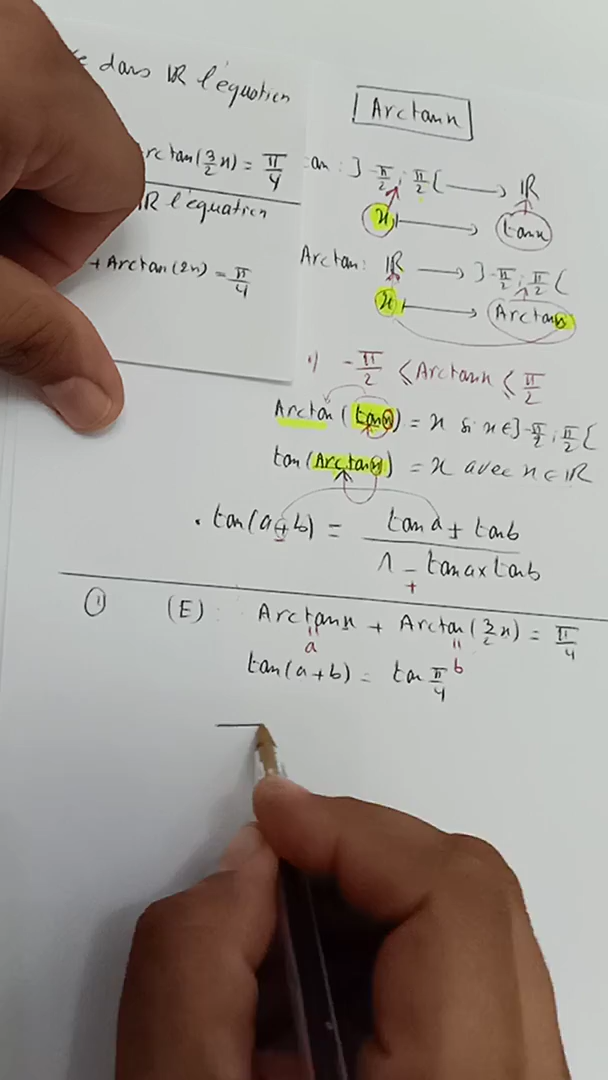 dans IR l'équation
Arctan x
rctan(3/2 x) = π/4
IR l'équation
+ Arctan(2x) = π/4
an : ]-π/2 ; π/2[ → IR
x ↦ tan x
Arctan : IR → ]-π/2 ; π/2[
x ↦ Arctan x
1) -π/2 ≤ Arctan x ≤ π/2
Arctan(tan x) = x si x ∈ ]-π/2 ; π/2[
tan(Arctan x) = x avec x ∈ IR
. tan(a ± b) = (tan a ± tan b)/(1 ∓ tan a × tan b)
① (E) : Arctan x + Arctan(3/2 x) = π/4
a b
tan(a+b) = tan π/4